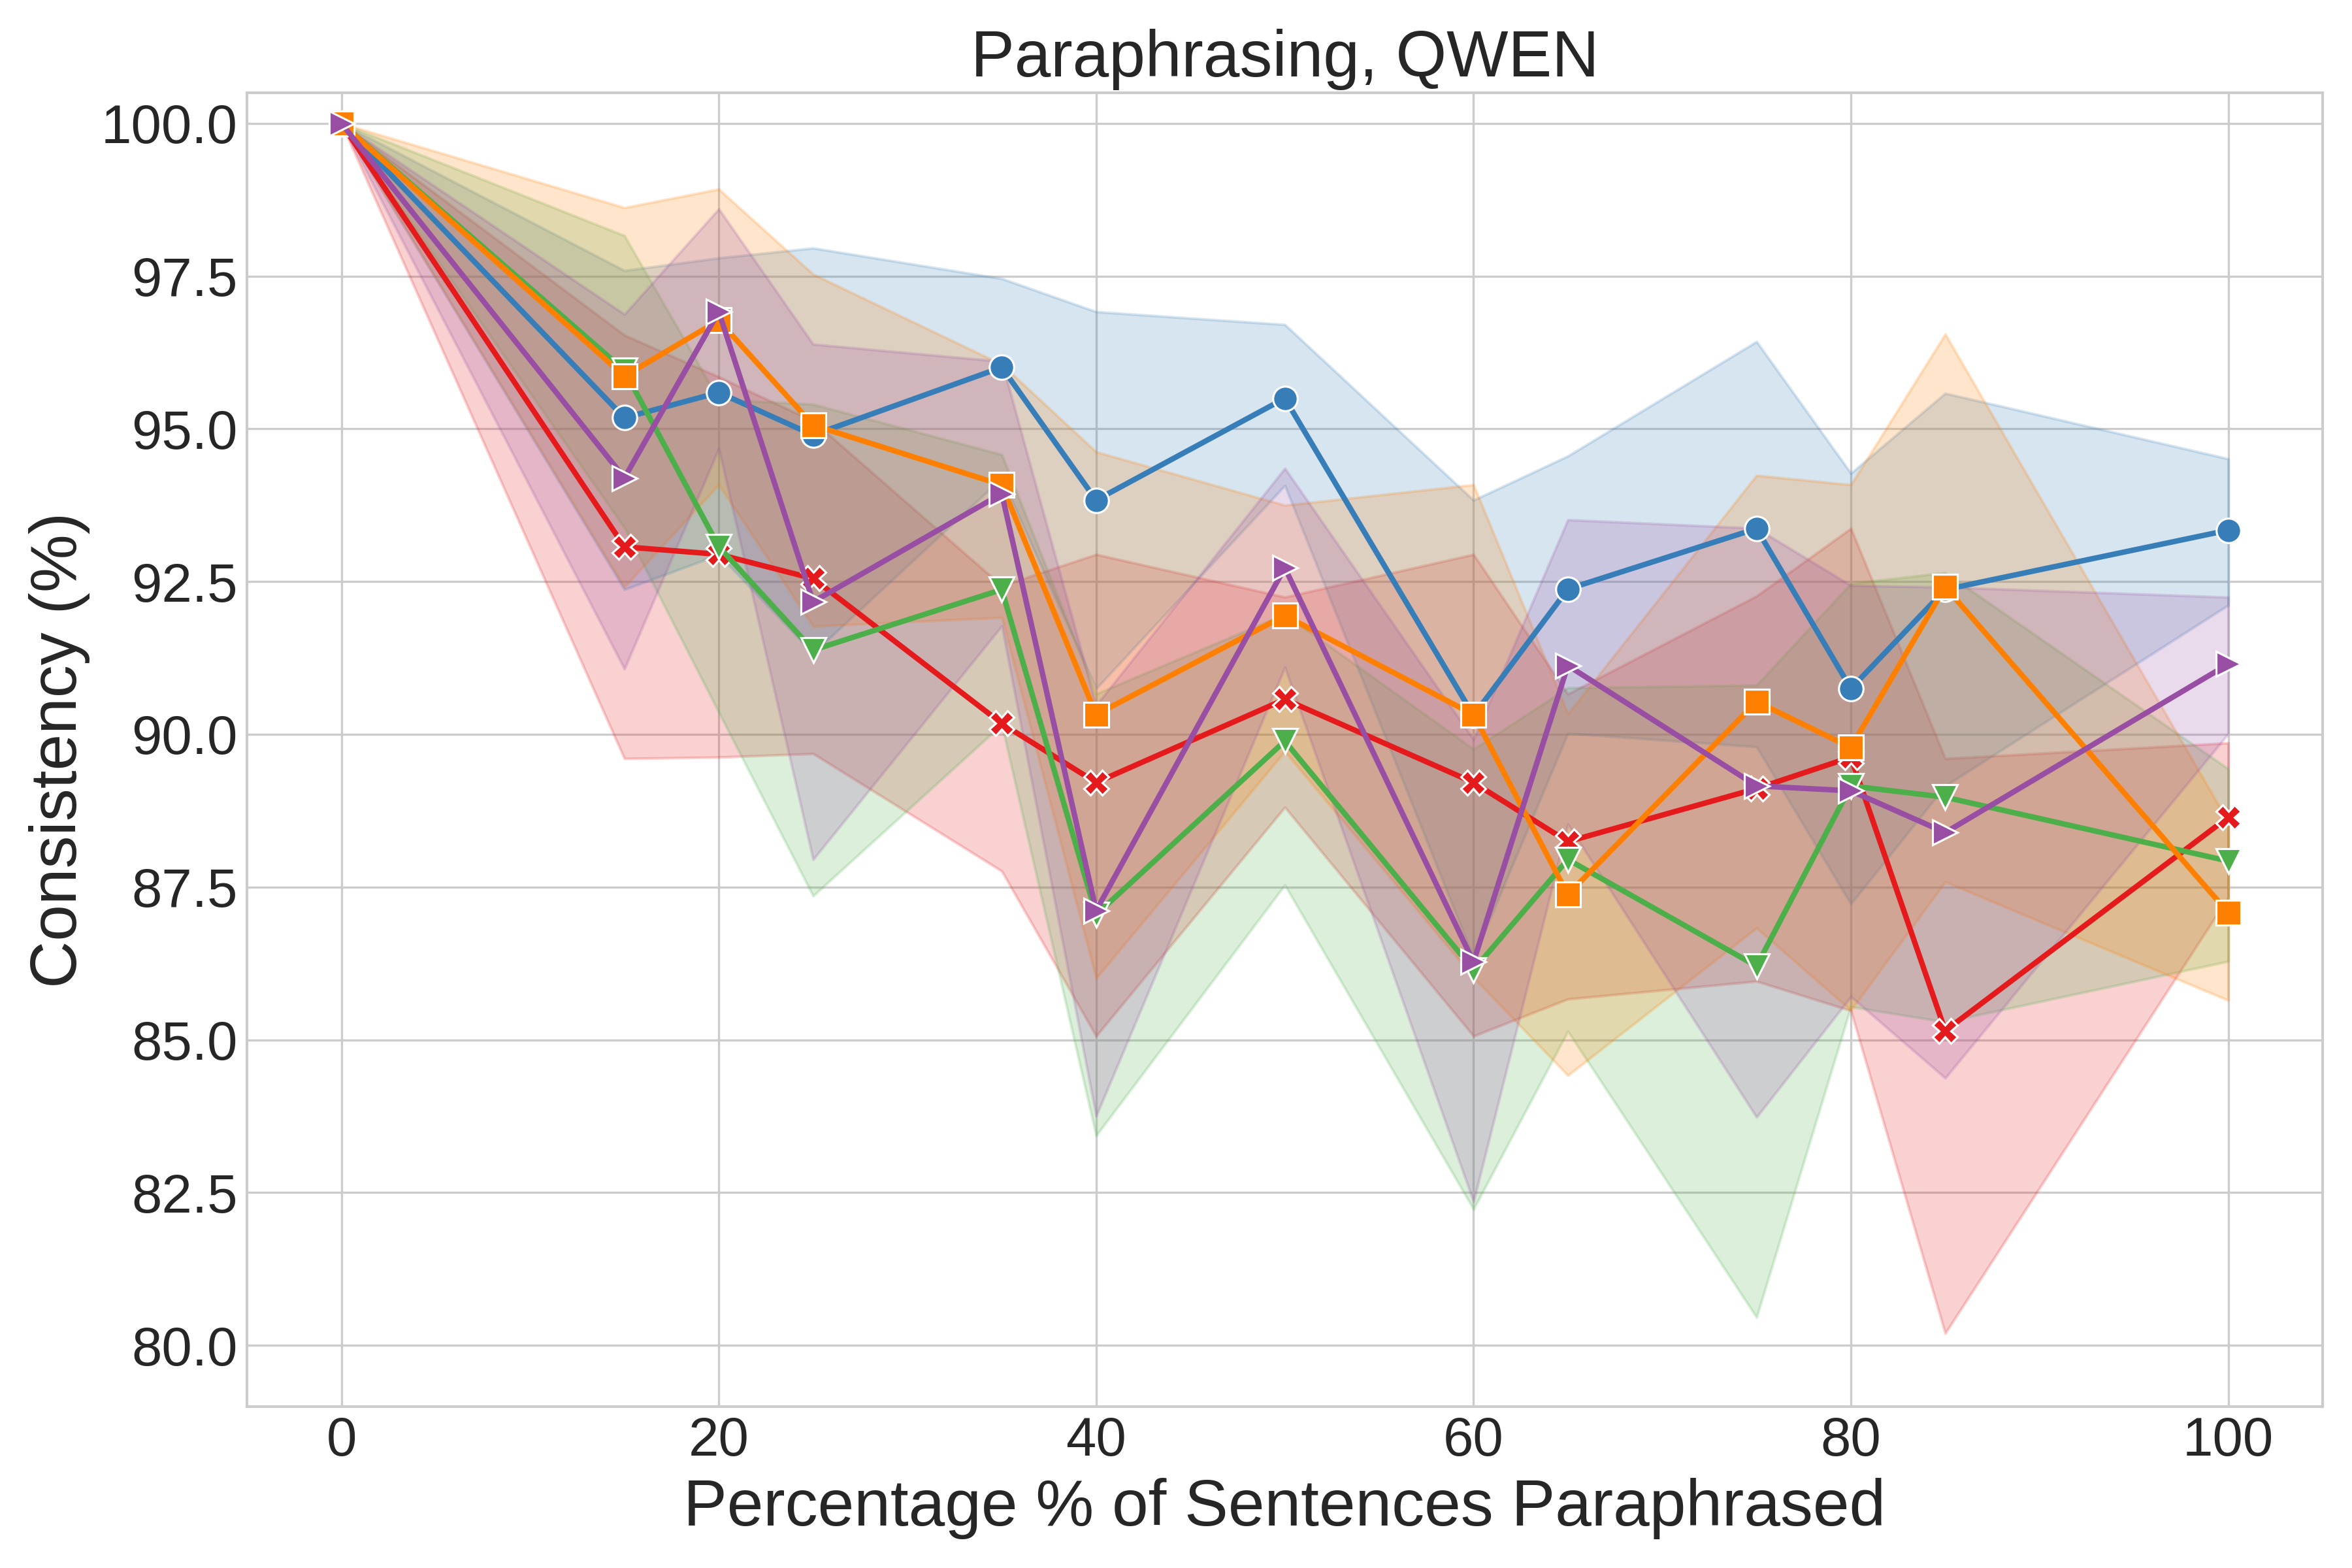 Paraphrasing, QWEN
Consistency (%)
100.0
97.5
95.0
92.5
90.0
87.5
85.0
82.5
80.0
0 20 40 60 80 100
Percentage % of Sentences Paraphrased